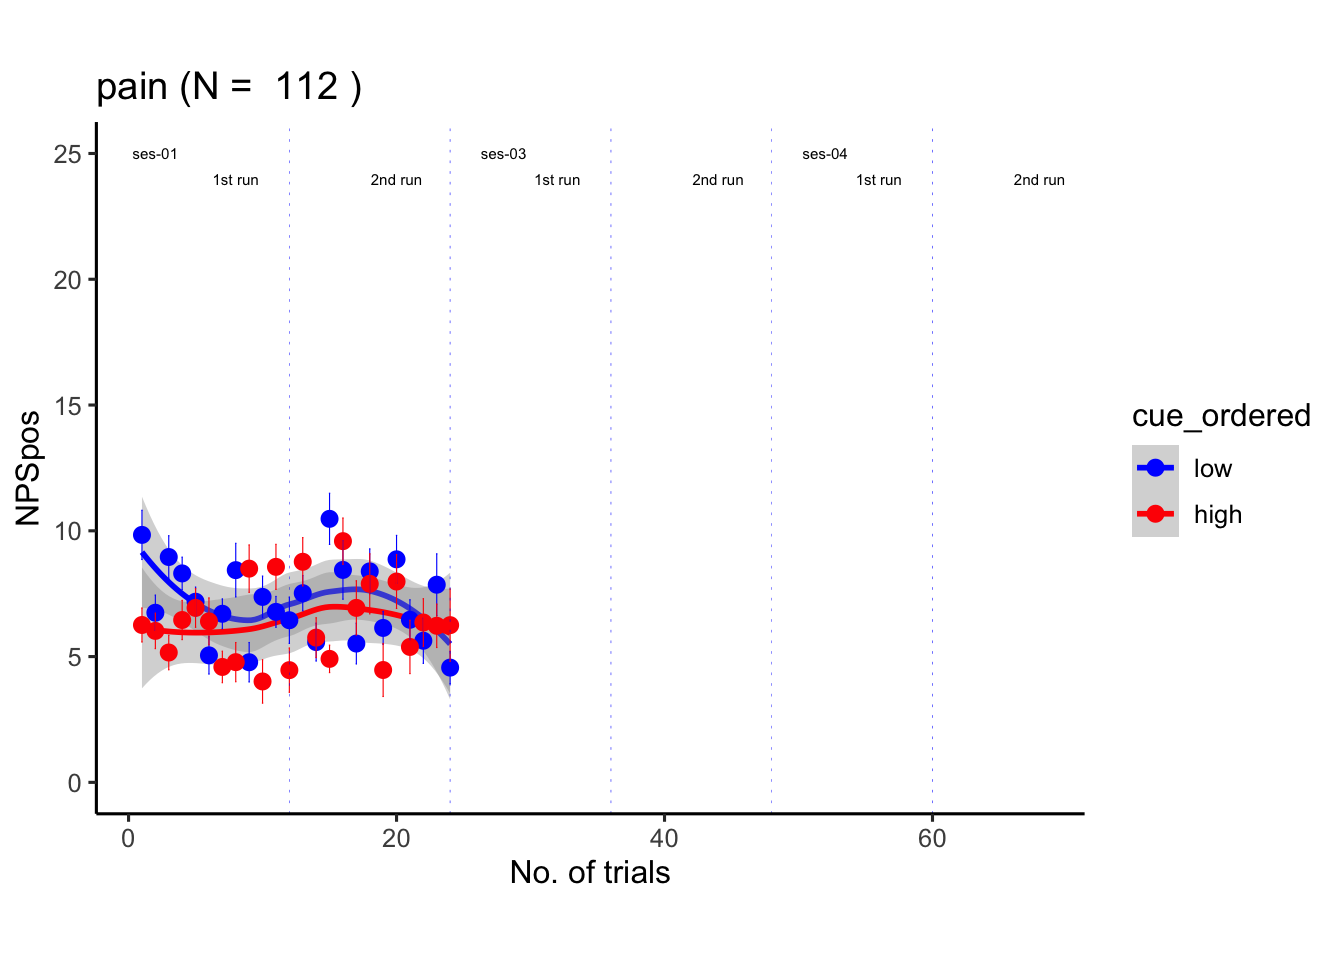 pain (N =  112 )
25
ses-01
ses-03
ses-04
1st run
2nd run
1st run
2nd run
1st run
2nd run
20
15
10
5
0
NPSpos
0
20
40
60
No. of trials
cue_ordered
low
high